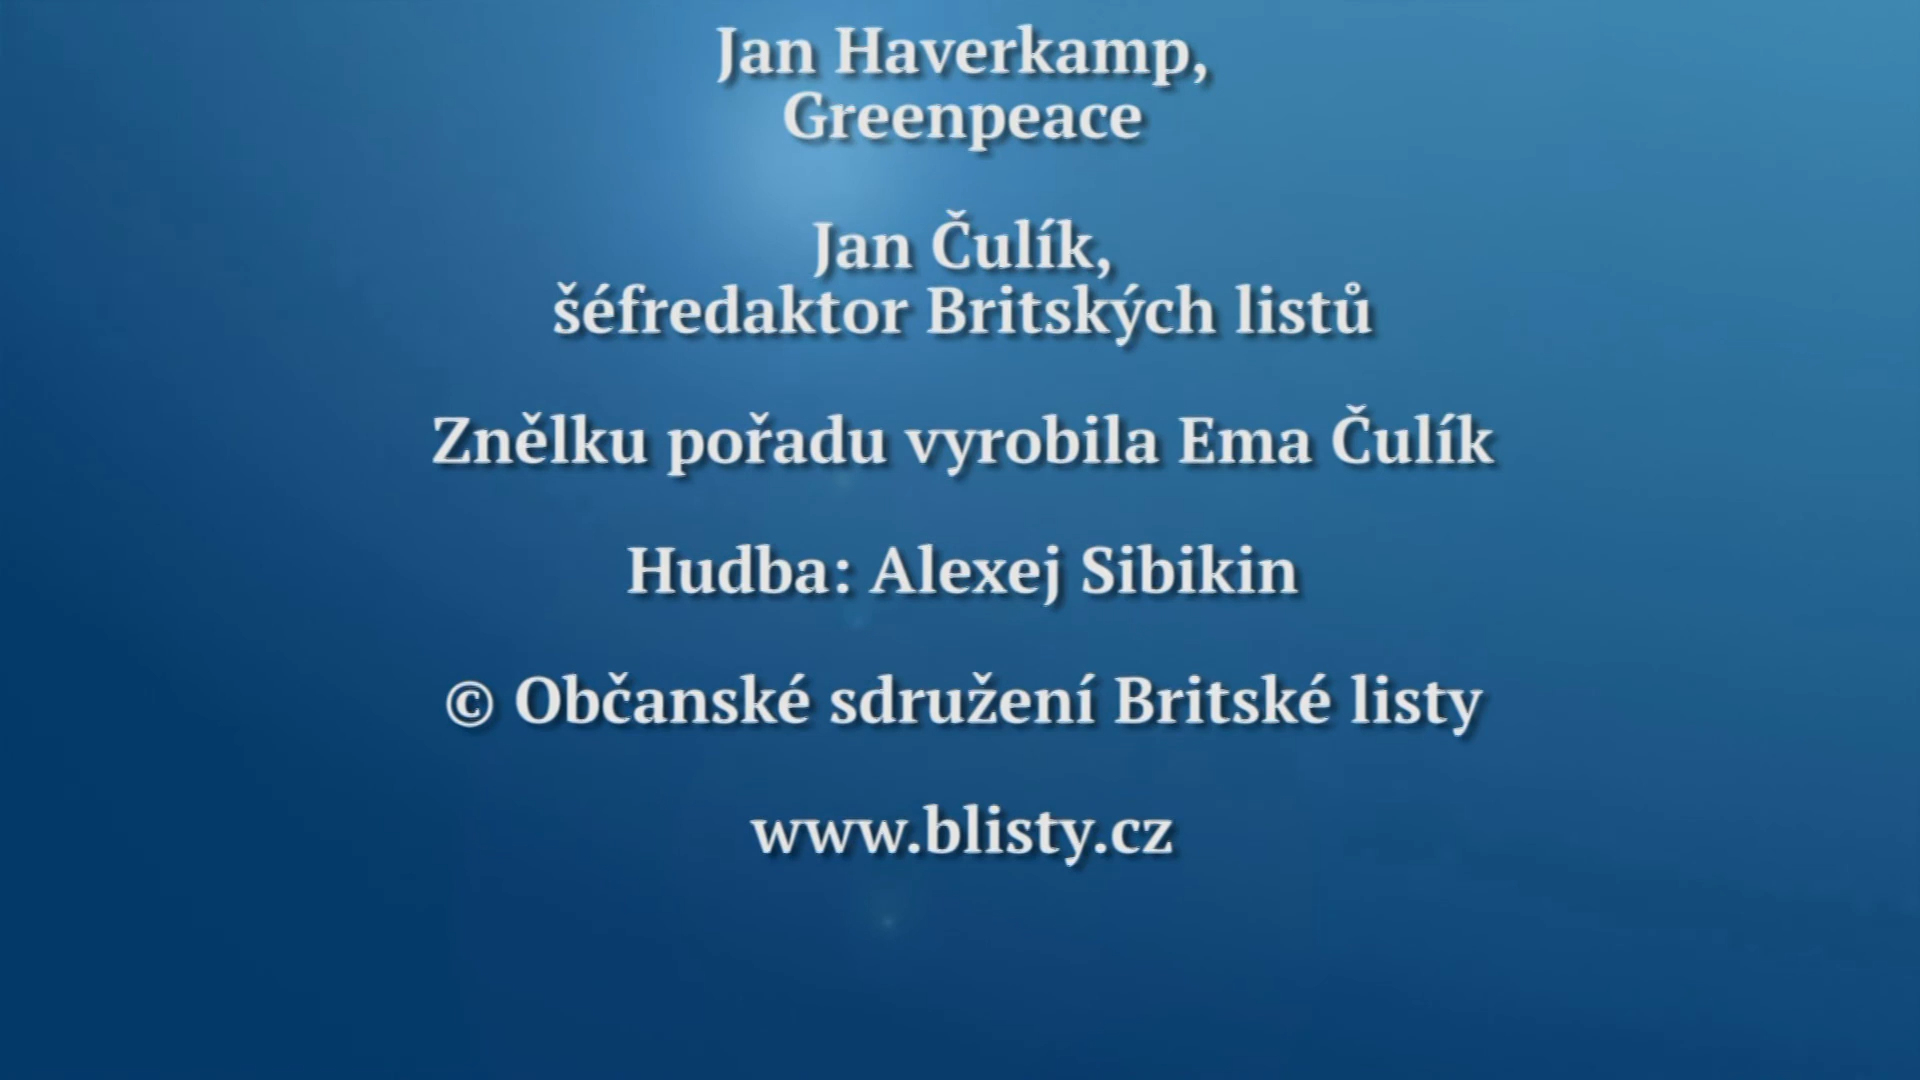 Jan Haverkamp,
Greenpeace
Jan Čulík,
šéfredaktor Britských listů
Znělku pořadu vyrobila Ema Čulík
Hudba: Alexej Sibikin
© Občanské sdružení Britské listy
www.blisty.cz